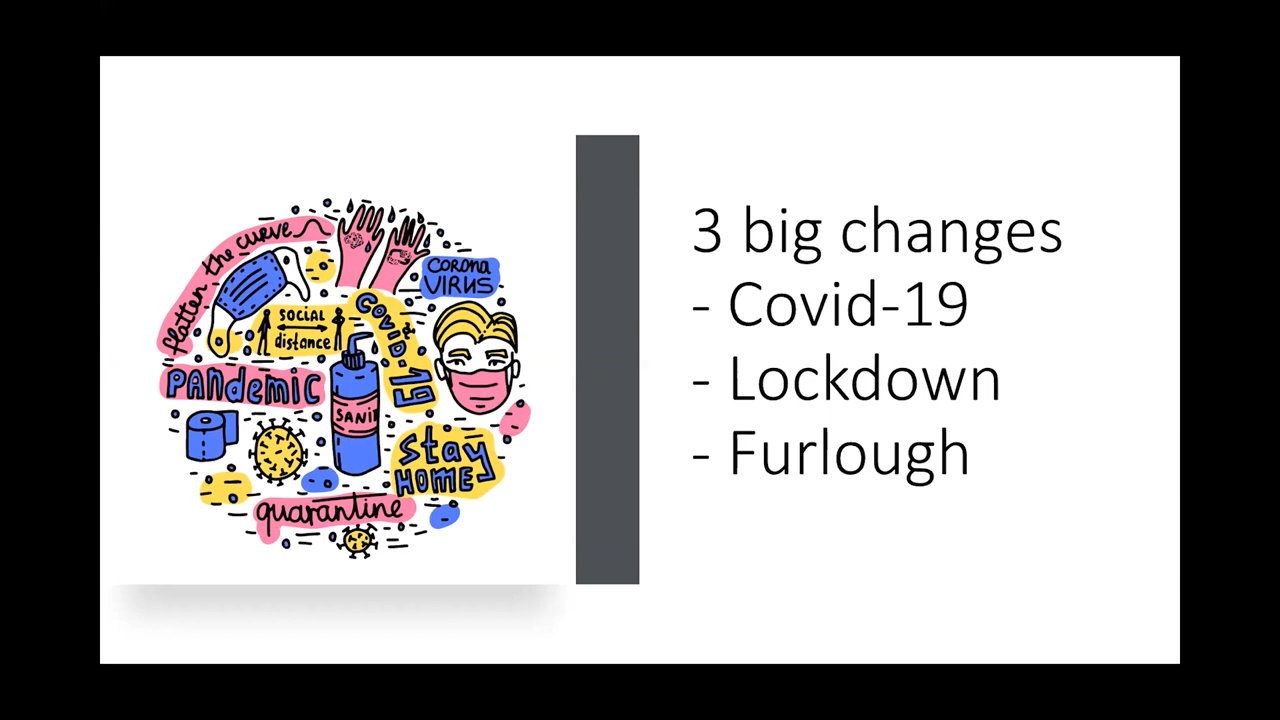 flatten the curve
CORONA
VIRUS
SOCIAL
distance
Covid-19
PANDEMIC
SANIT
Stay
HOME
quarantine
3 big changes
- Covid-19
- Lockdown
- Furlough